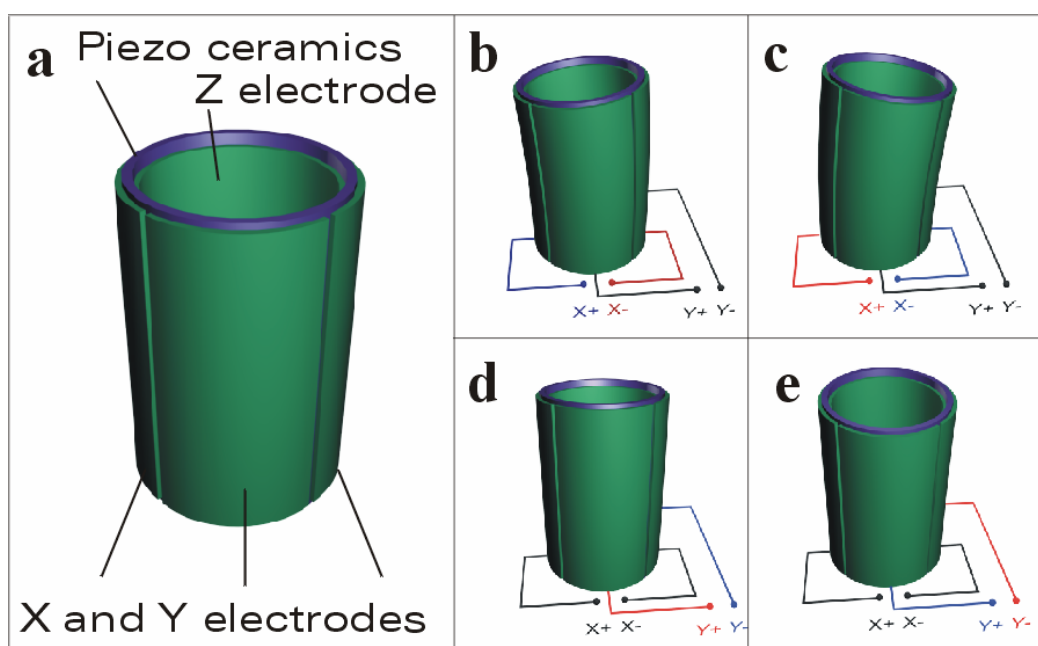 a
Piezo ceramics
Z electrode
X and Y electrodes
b
X+ X- Y+ Y-
c
X+ X- Y+ Y-
d
X+ X- Y+ Y-
e
X+ X- Y+ Y-